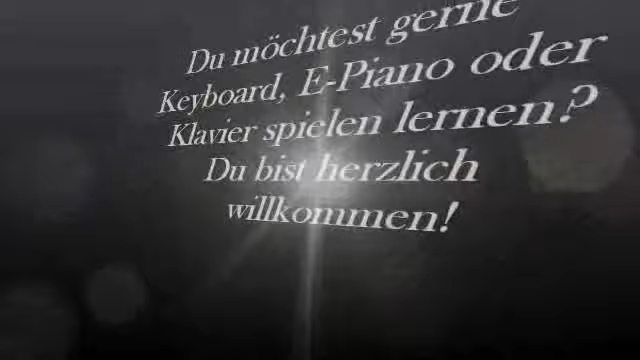 Du möchtest gerne
Keyboard, E-Piano oder
Klavier spielen lernen?
Du bist herzlich
willkommen!